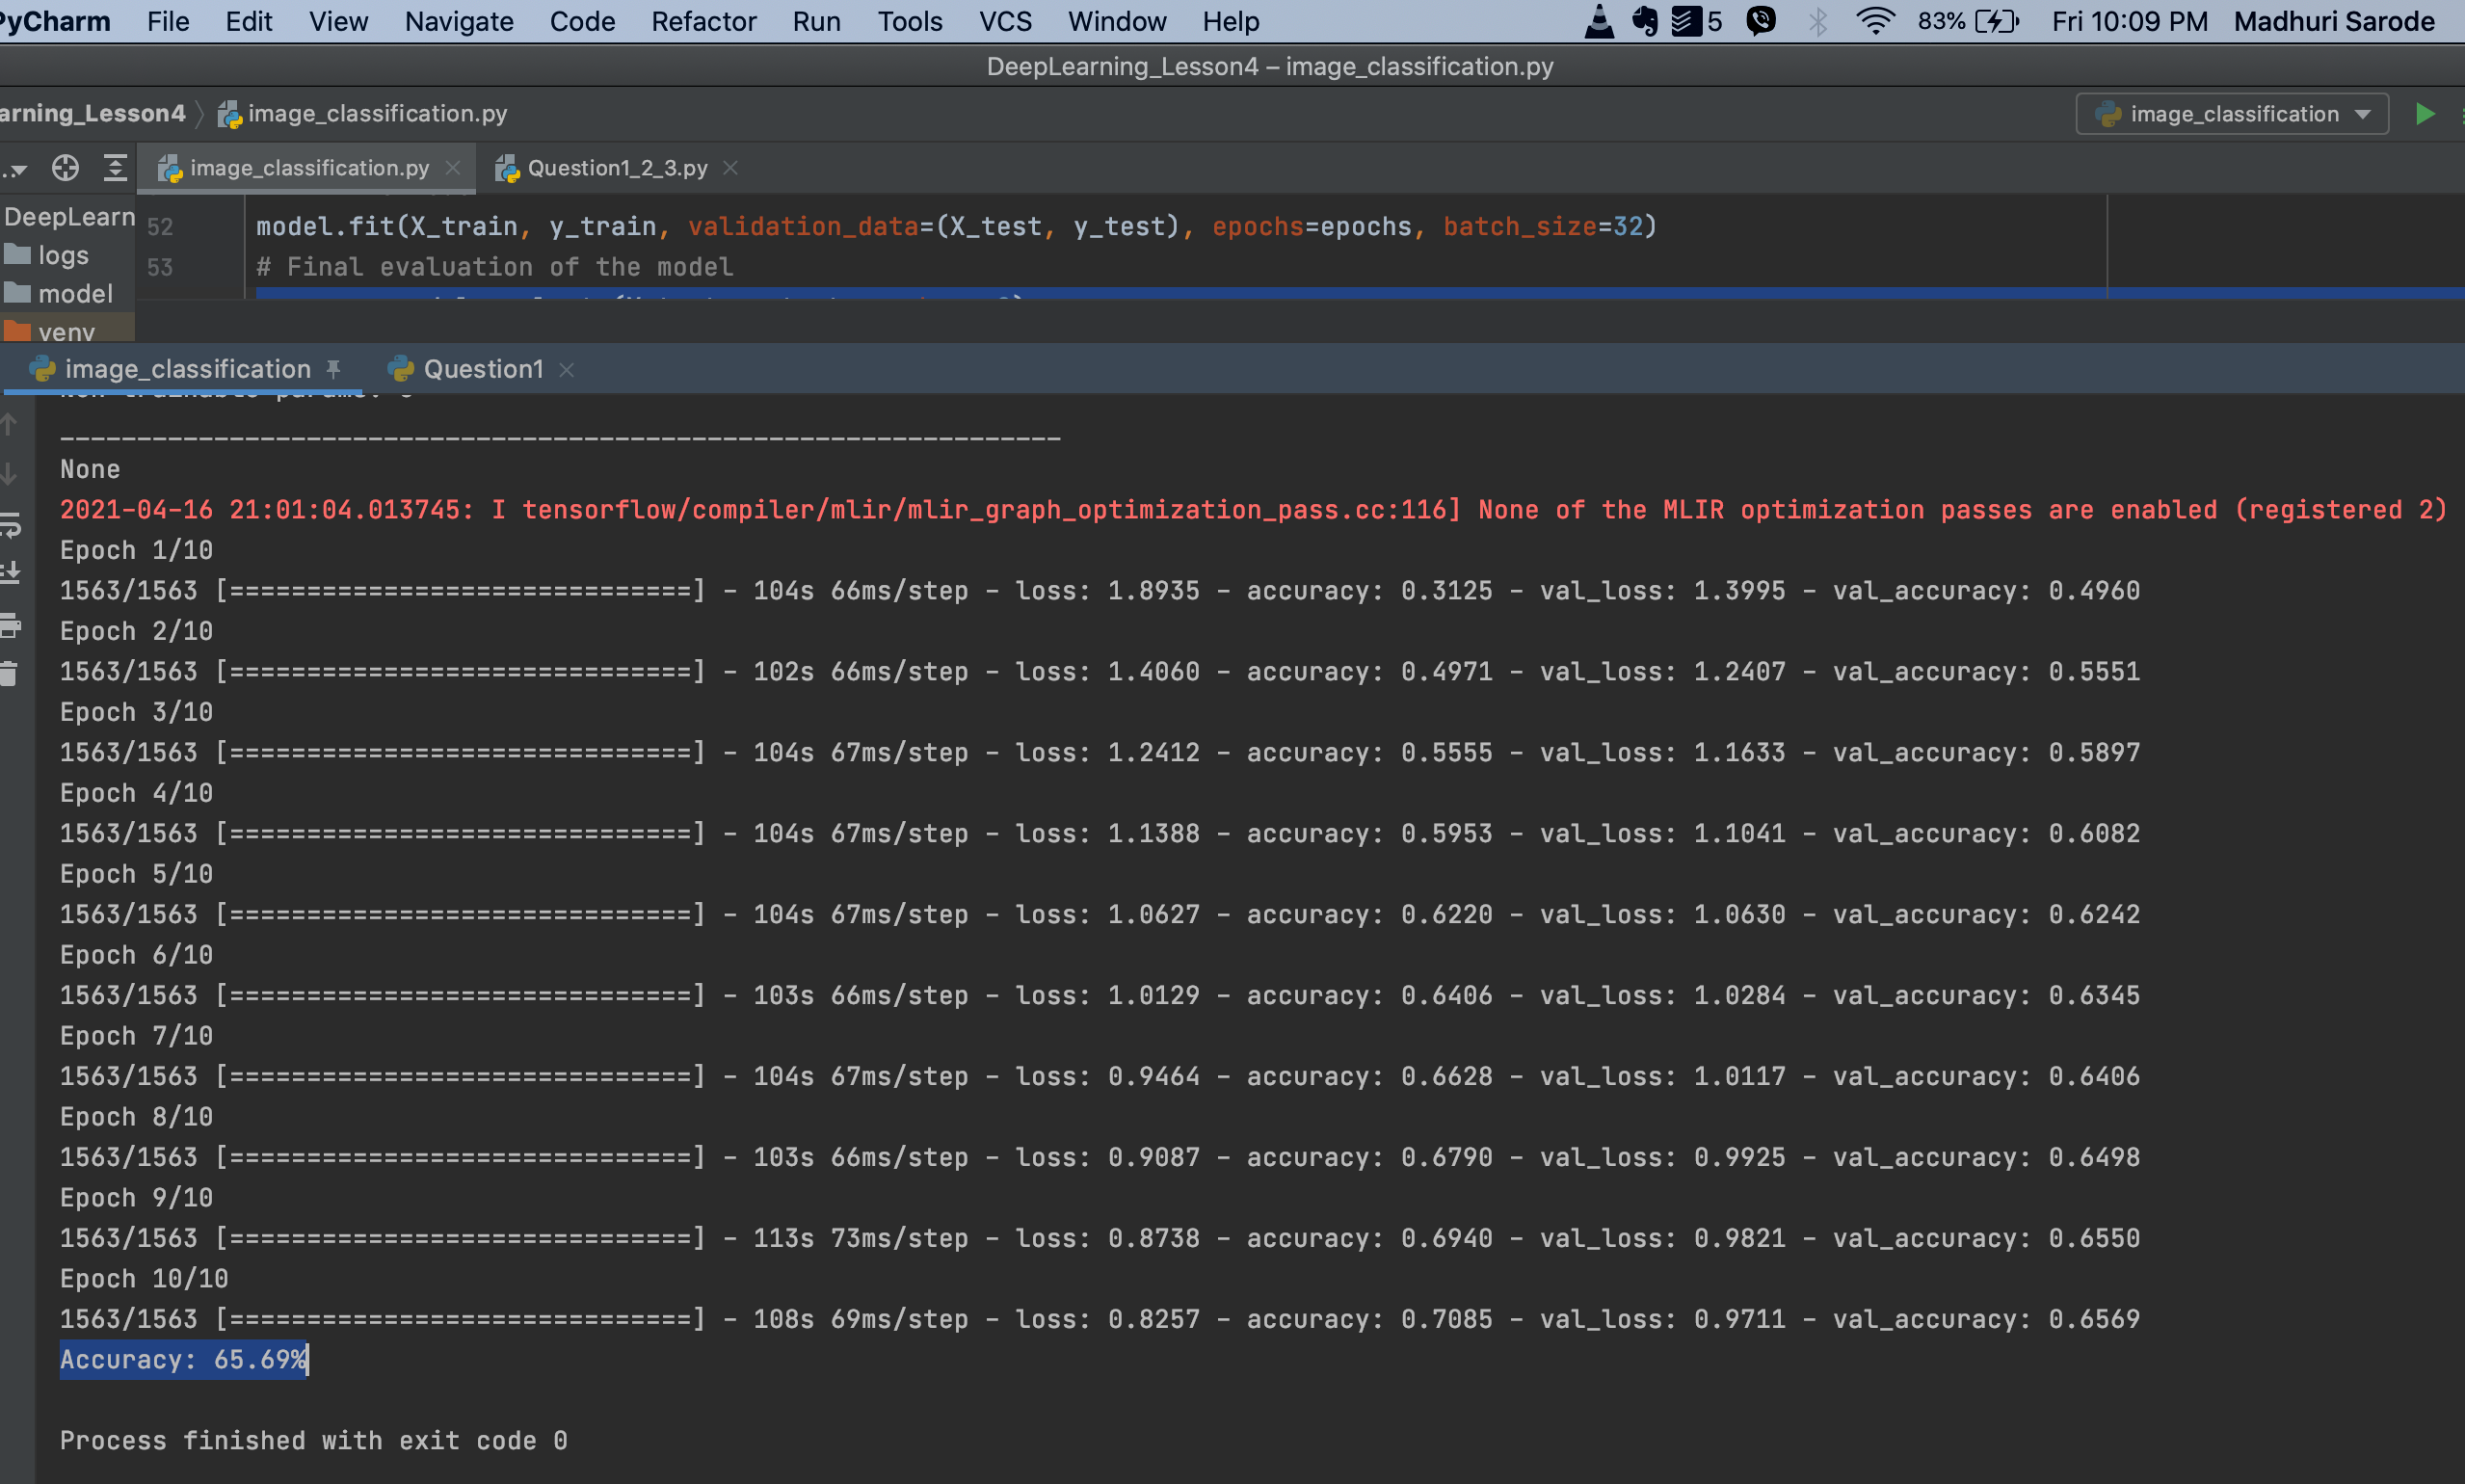 PyCharm File Edit View Navigate Code Refactor Run Tools VCS Window Help 5 83% Fri 10:09 PM Madhuri Sarode
DeepLearning_Lesson4 – image_classification.py
arning_Lesson4 image_classification.py image_classification
image_classification.py Question1_2_3.py
DeepLearn
logs
model
venv
52 model.fit(X_train, y_train, validation_data=(X_test, y_test), epochs=epochs, batch_size=32)
53 # Final evaluation of the model
image_classification Question1
Non-trainable params: 0
_________________________________________________________________
None
2021-04-16 21:01:04.013745: I tensorflow/compiler/mlir/mlir_graph_optimization_pass.cc:116] None of the MLIR optimization passes are enabled (registered 2)
Epoch 1/10
1563/1563 [==============================] - 104s 66ms/step - loss: 1.8935 - accuracy: 0.3125 - val_loss: 1.3995 - val_accuracy: 0.4960
Epoch 2/10
1563/1563 [==============================] - 102s 66ms/step - loss: 1.4060 - accuracy: 0.4971 - val_loss: 1.2407 - val_accuracy: 0.5551
Epoch 3/10
1563/1563 [==============================] - 104s 67ms/step - loss: 1.2412 - accuracy: 0.5555 - val_loss: 1.1633 - val_accuracy: 0.5897
Epoch 4/10
1563/1563 [==============================] - 104s 67ms/step - loss: 1.1388 - accuracy: 0.5953 - val_loss: 1.1041 - val_accuracy: 0.6082
Epoch 5/10
1563/1563 [==============================] - 104s 67ms/step - loss: 1.0627 - accuracy: 0.6220 - val_loss: 1.0630 - val_accuracy: 0.6242
Epoch 6/10
1563/1563 [==============================] - 103s 66ms/step - loss: 1.0129 - accuracy: 0.6406 - val_loss: 1.0284 - val_accuracy: 0.6345
Epoch 7/10
1563/1563 [==============================] - 104s 67ms/step - loss: 0.9464 - accuracy: 0.6628 - val_loss: 1.0117 - val_accuracy: 0.6406
Epoch 8/10
1563/1563 [==============================] - 103s 66ms/step - loss: 0.9087 - accuracy: 0.6790 - val_loss: 0.9925 - val_accuracy: 0.6498
Epoch 9/10
1563/1563 [==============================] - 113s 73ms/step - loss: 0.8738 - accuracy: 0.6940 - val_loss: 0.9821 - val_accuracy: 0.6550
Epoch 10/10
1563/1563 [==============================] - 108s 69ms/step - loss: 0.8257 - accuracy: 0.7085 - val_loss: 0.9711 - val_accuracy: 0.6569
Accuracy: 65.69%
Process finished with exit code 0